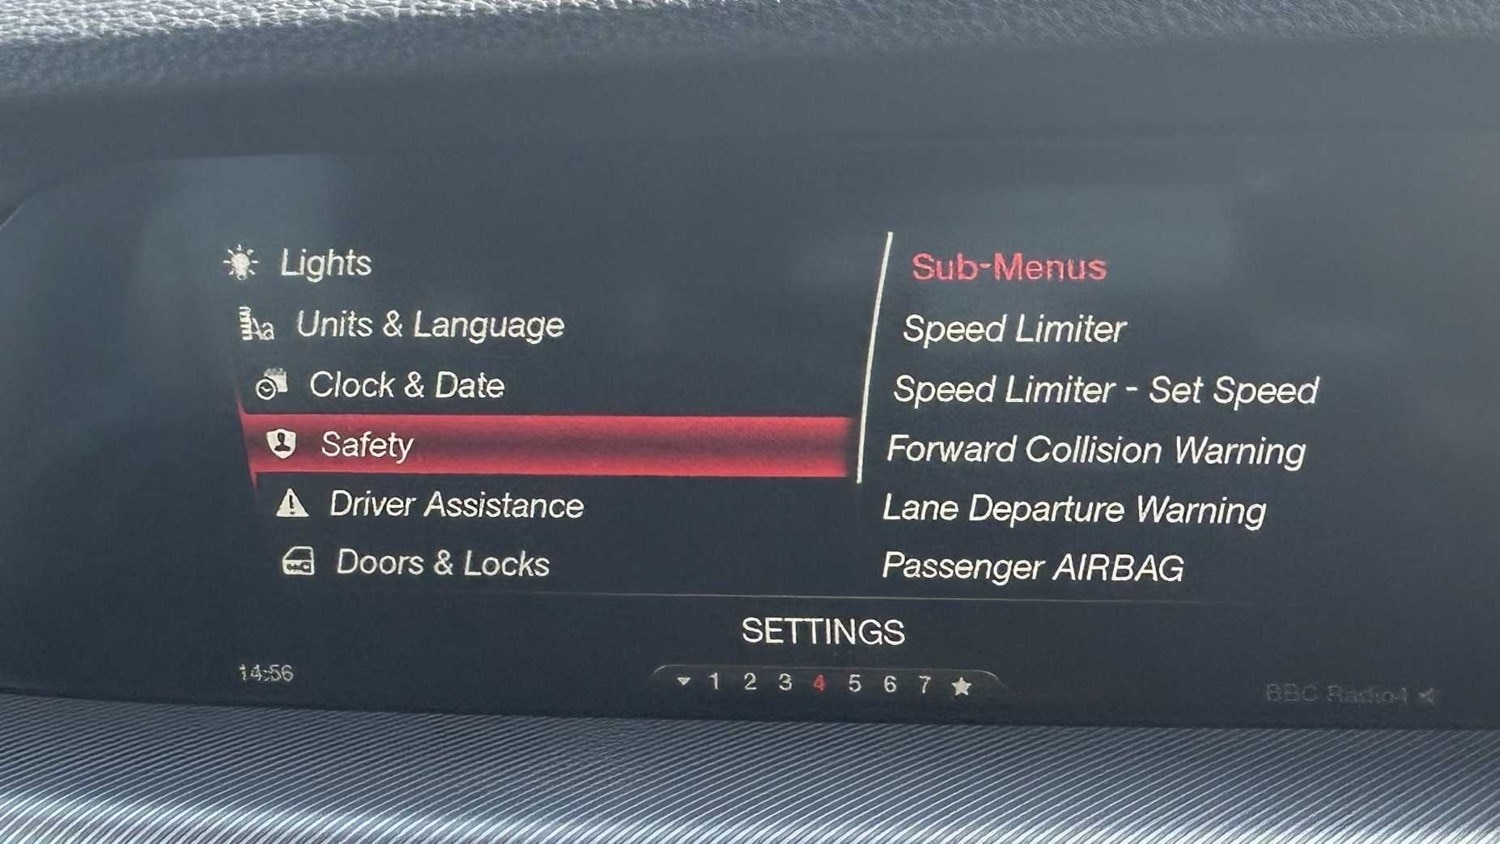 Lights
Units & Language
Clock & Date
Safety
Driver Assistance
Doors & Locks
Sub-Menus
Speed Limiter
Speed Limiter - Set Speed
Forward Collision Warning
Lane Departure Warning
Passenger AIRBAG
SETTINGS
14:56
1 2 3 4 5 6 7
BBC Radio4